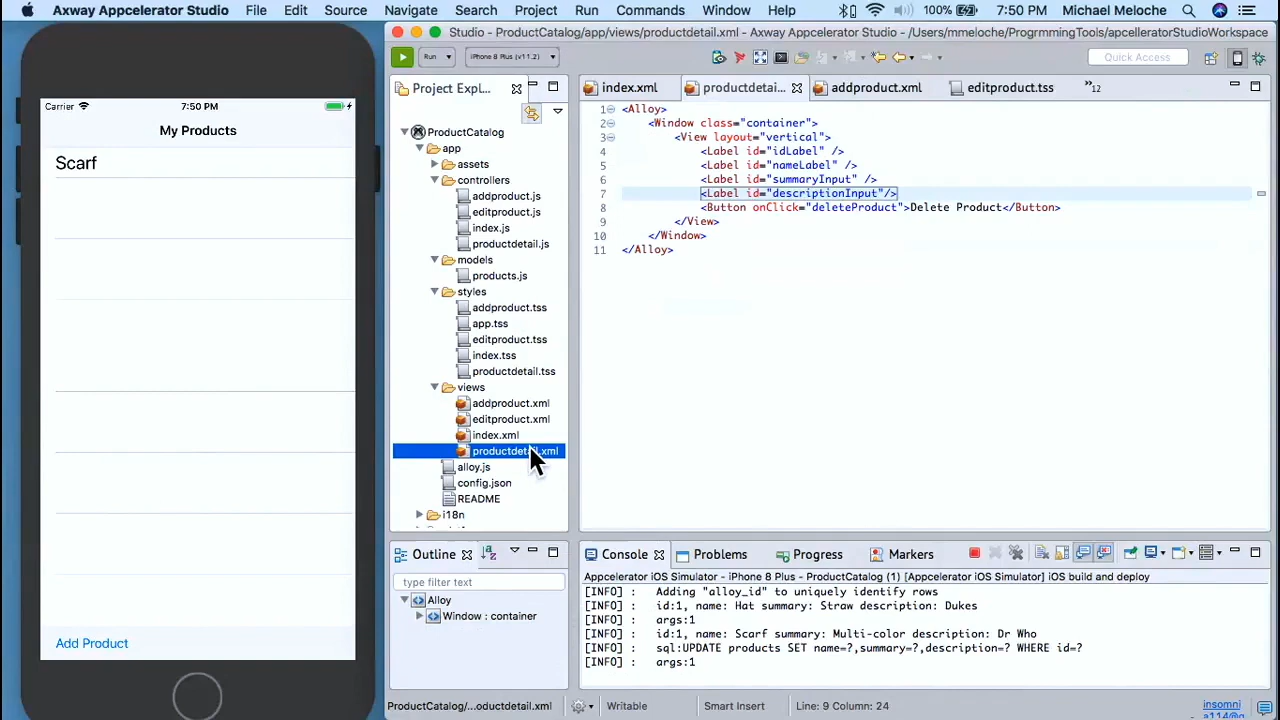 Axway Appcelerator Studio File Edit Source Navigate Search Project Run Commands Window Help 100% 7:50 PM Michael Meloche
Studio - ProductCatalog/app/views/productdetail.xml - Axway Appcelerator Studio - /Users/mmeloche/ProgrmmingTools/apcelleratorStudioWorkspace
Run iPhone 8 Plus (v11.2) Quick Access
Project Expl... index.xml productdetai... addproduct.xml editproduct.xml »12
Carrier 7:50 PM
My Products
Scarf
Add Product
ProductCatalog
app
assets
controllers
addproduct.js
editproduct.js
index.js
productdetail.js
models
products.js
styles
addproduct.tss
app.tss
editproduct.tss
index.tss
productdetail.tss
views
addproduct.xml
editproduct.xml
index.xml
productdetail.xml
alloy.js
config.json
README
i18n
1 <Alloy>
2 <Window class="container">
3 <View layout="vertical">
4 <Label id="idLabel" />
5 <Label id="nameLabel" />
6 <Label id="summaryInput" />
7 <Label id="descriptionInput"/>
8 <Button onClick="deleteProduct">Delete Product</Button>
9 </View>
10 </Window>
11 </Alloy>
Outline
type filter text
Alloy
Window : container
Console Problems Progress Markers
Appcelerator iOS Simulator - iPhone 8 Plus - ProductCatalog (1) [Appcelerator iOS Simulator] iOS build and deploy
[INFO] : Adding "alloy_id" to uniquely identify rows
[INFO] : id:1, name: Hat summary: Straw description: Dukes
[INFO] : args:1
[INFO] : id:1, name: Scarf summary: Multi-color description: Dr Who
[INFO] : sql:UPDATE products SET name=?,summary=?,description=? WHERE id=?
[INFO] : args:1
ProductCatalog/...oductdetail.xml Writable Smart Insert Line: 9 Column: 24 insomni
a114@g